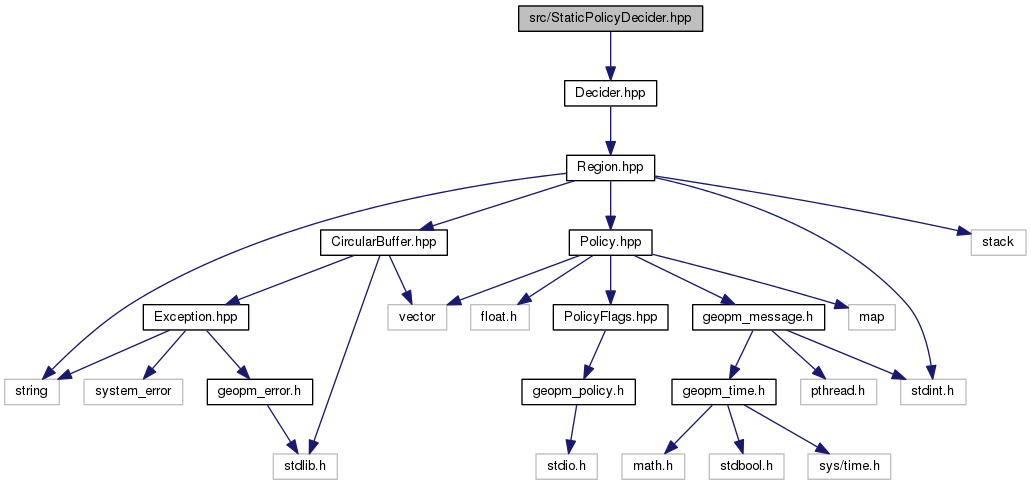 src/StaticPolicyDecider.hpp
Decider.hpp
Region.hpp
CircularBuffer.hpp
Policy.hpp
stack
Exception.hpp
vector
float.h
PolicyFlags.hpp
geopm_message.h
map
string
system_error
geopm_error.h
geopm_policy.h
geopm_time.h
pthread.h
stdint.h
stdlib.h
stdio.h
math.h
stdbool.h
sys/time.h